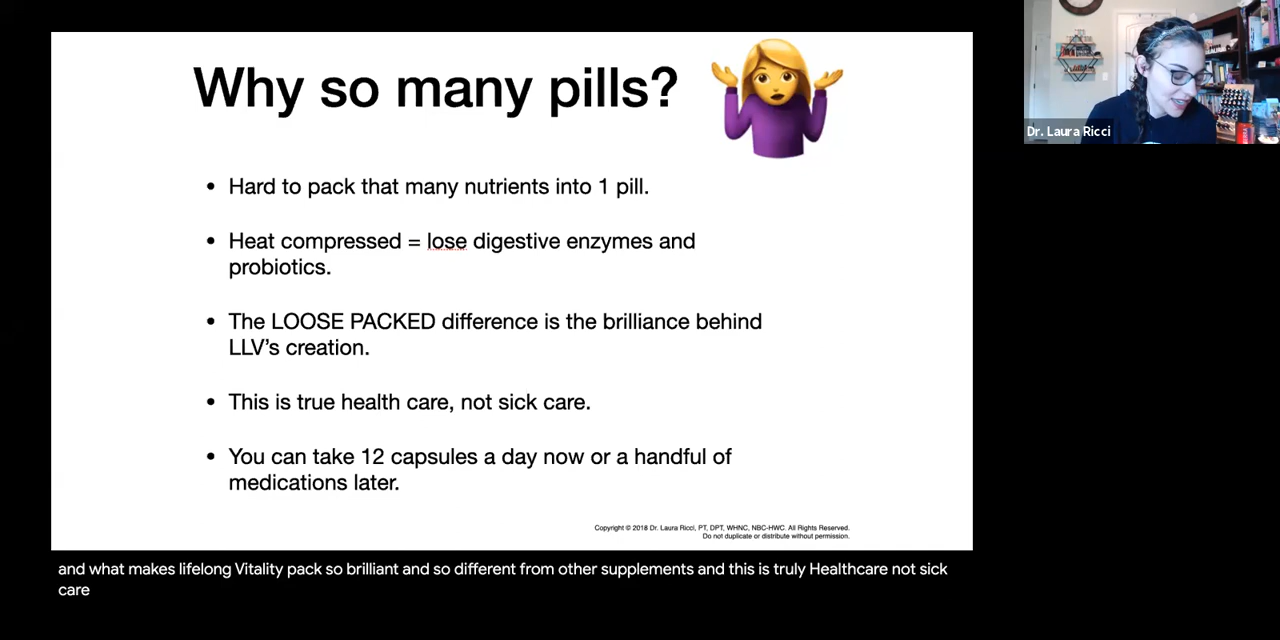 Why so many pills?
Dr. Laura Ricci
• Hard to pack that many nutrients into 1 pill.
• Heat compressed = lose digestive enzymes and
probiotics.
• The LOOSE PACKED difference is the brilliance behind
LLV’s creation.
• This is true health care, not sick care.
• You can take 12 capsules a day now or a handful of
medications later.
Copyright © 2018 Dr. Laura Ricci, PT, DPT, WHNC, NBC-HWC. All Rights Reserved.
Do not duplicate or distribute without permission.
and what makes lifelong Vitality pack so brilliant and so different from other supplements and this is truly Healthcare not sick
care